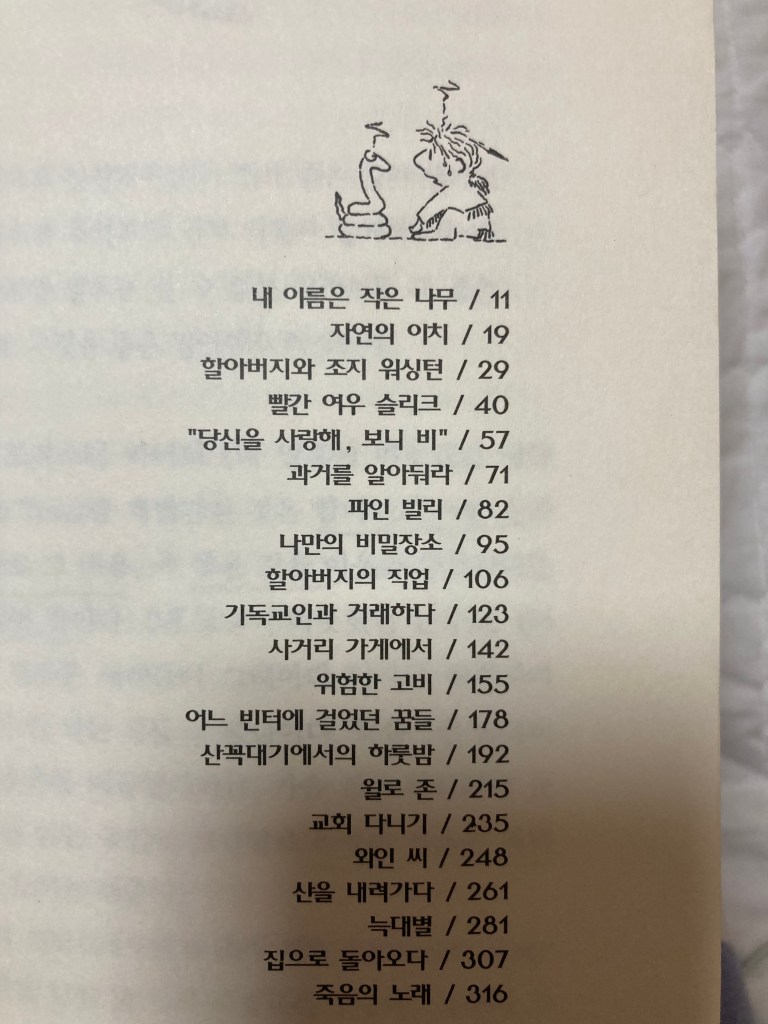 내 이름은 작은 나무 / 11
자연의 이치 / 19
할아버지와 조지 워싱턴 / 29
빨간 여우 슬리크 / 40
"당신을 사랑해, 보니 비" / 57
과거를 알아둬라 / 71
파인 빌리 / 82
나만의 비밀장소 / 95
할아버지의 직업 / 106
기독교인과 거래하다 / 123
사거리 가게에서 / 142
위험한 고비 / 155
어느 빈터에 걸었던 꿈들 / 178
산꼭대기에서의 하룻밤 / 192
윌로 존 / 215
교회 다니기 / 235
와인 씨 / 248
산을 내려가다 / 261
늑대별 / 281
집으로 돌아오다 / 307
죽음의 노래 / 316